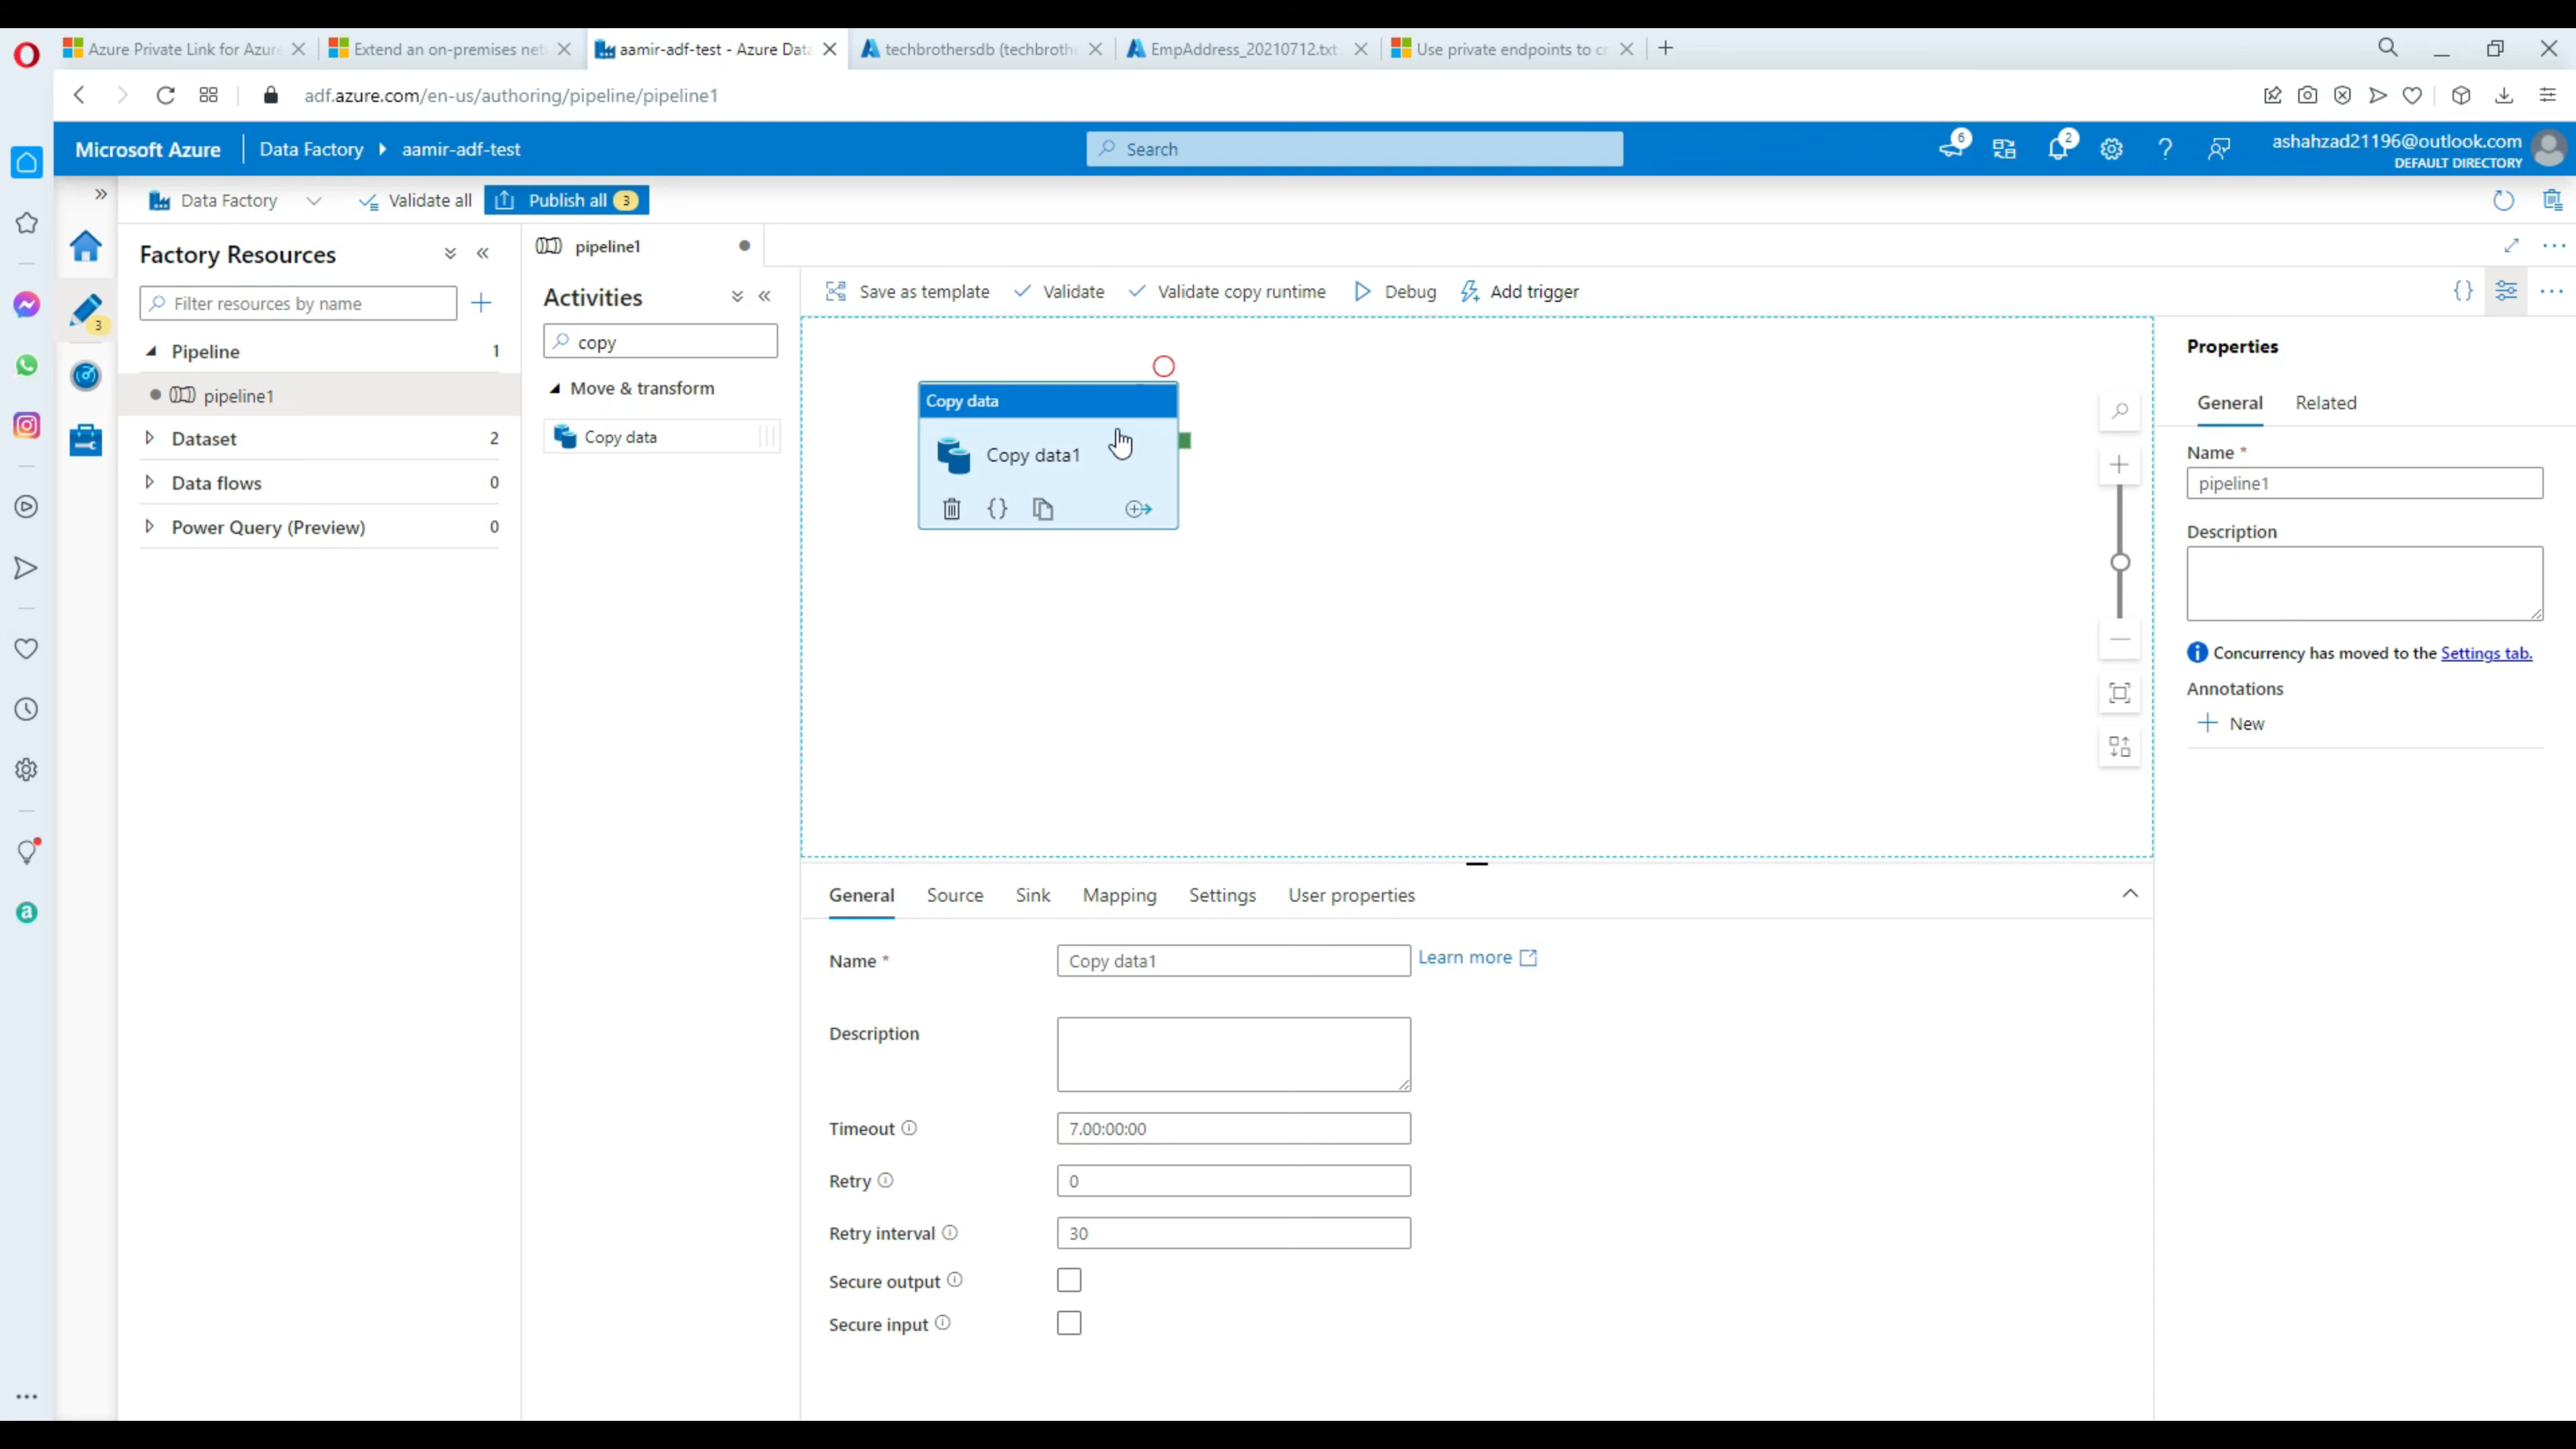 Azure Private Link for Azure
Extend an on-premises net
aamir-adf-test - Azure Data
techbrothersdb (techbroth
EmpAddress_20210712.txt
Use private endpoints to cr
adf.azure.com/en-us/authoring/pipeline/pipeline1
Microsoft Azure
Data Factory
aamir-adf-test
Search
6
2
ashahzad21196@outlook.com
DEFAULT DIRECTORY
Data Factory
Validate all
Publish all
3
Factory Resources
pipeline1
Filter resources by name
3
Pipeline
1
pipeline1
Dataset
2
Data flows
0
Power Query (Preview)
0
Activities
copy
Move & transform
Copy data
Save as template
Validate
Validate copy runtime
Debug
Add trigger
{}
Copy data
Copy data1
{}
Properties
General
Related
Name *
pipeline1
Description
Concurrency has moved to the Settings tab.
Annotations
New
General
Source
Sink
Mapping
Settings
User properties
Name *
Copy data1
Learn more
Description
Timeout
7.00:00:00
Retry
0
Retry interval
30
Secure output
Secure input